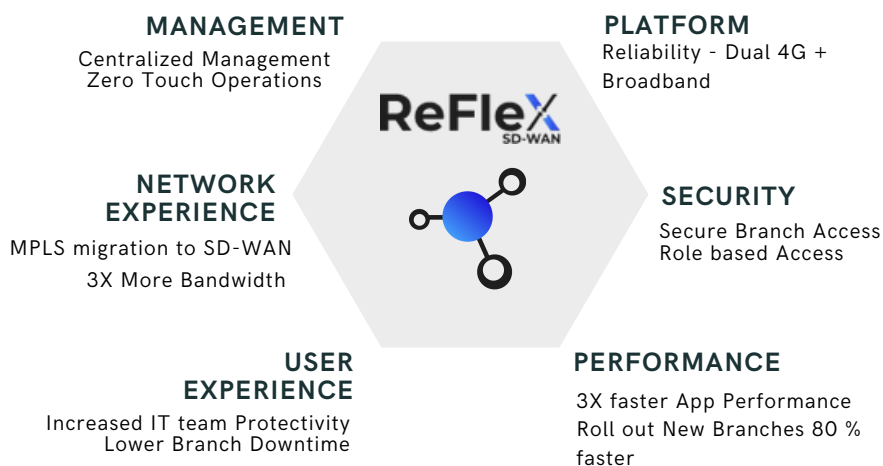 MANAGEMENT
Centralized Management
Zero Touch Operations
PLATFORM
Reliability - Dual 4G +
Broadband
ReFleX
SD-WAN
NETWORK
EXPERIENCE
MPLS migration to SD-WAN
3X More Bandwidth
SECURITY
Secure Branch Access
Role based Access
USER
EXPERIENCE
Increased IT team Protectivity
Lower Branch Downtime
PERFORMANCE
3X faster App Performance
Roll out New Branches 80 %
faster